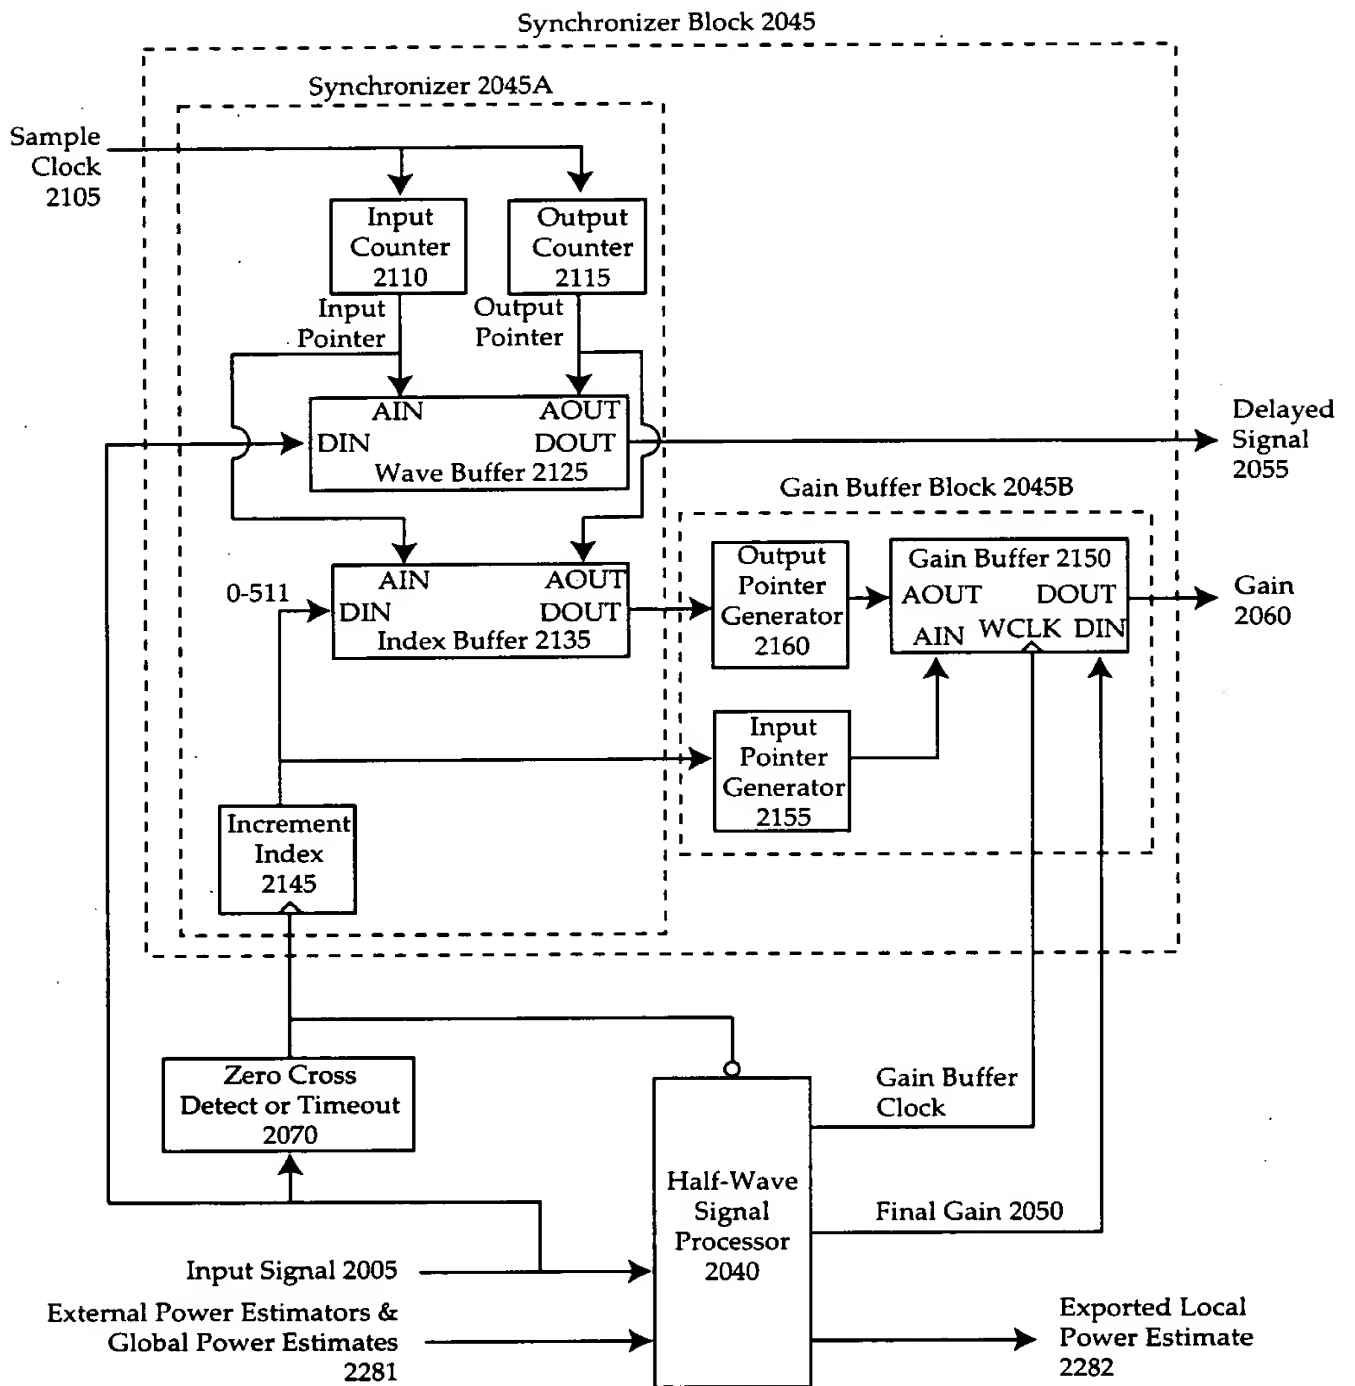 Synchronizer Block 2045
Synchronizer 2045A
Sample
Clock
2105
Input
Counter
2110
Output
Counter
2115
Input
Pointer
Output
Pointer
AIN
AOUT
DIN
DOUT
Wave Buffer 2125
Delayed
Signal
2055
Gain Buffer Block 2045B
0-511
AIN
AOUT
DIN
DOUT
Index Buffer 2135
Output
Pointer
Generator
2160
Gain Buffer 2150
AOUT
DOUT
AIN
WCLK
DIN
Gain
2060
Input
Pointer
Generator
2155
Increment
Index
2145
Zero Cross
Detect or Timeout
2070
Gain Buffer
Clock
Half-Wave
Signal
Processor
2040
Final Gain 2050
Input Signal 2005
External Power Estimators &
Global Power Estimates
2281
Exported Local
Power Estimate
2282